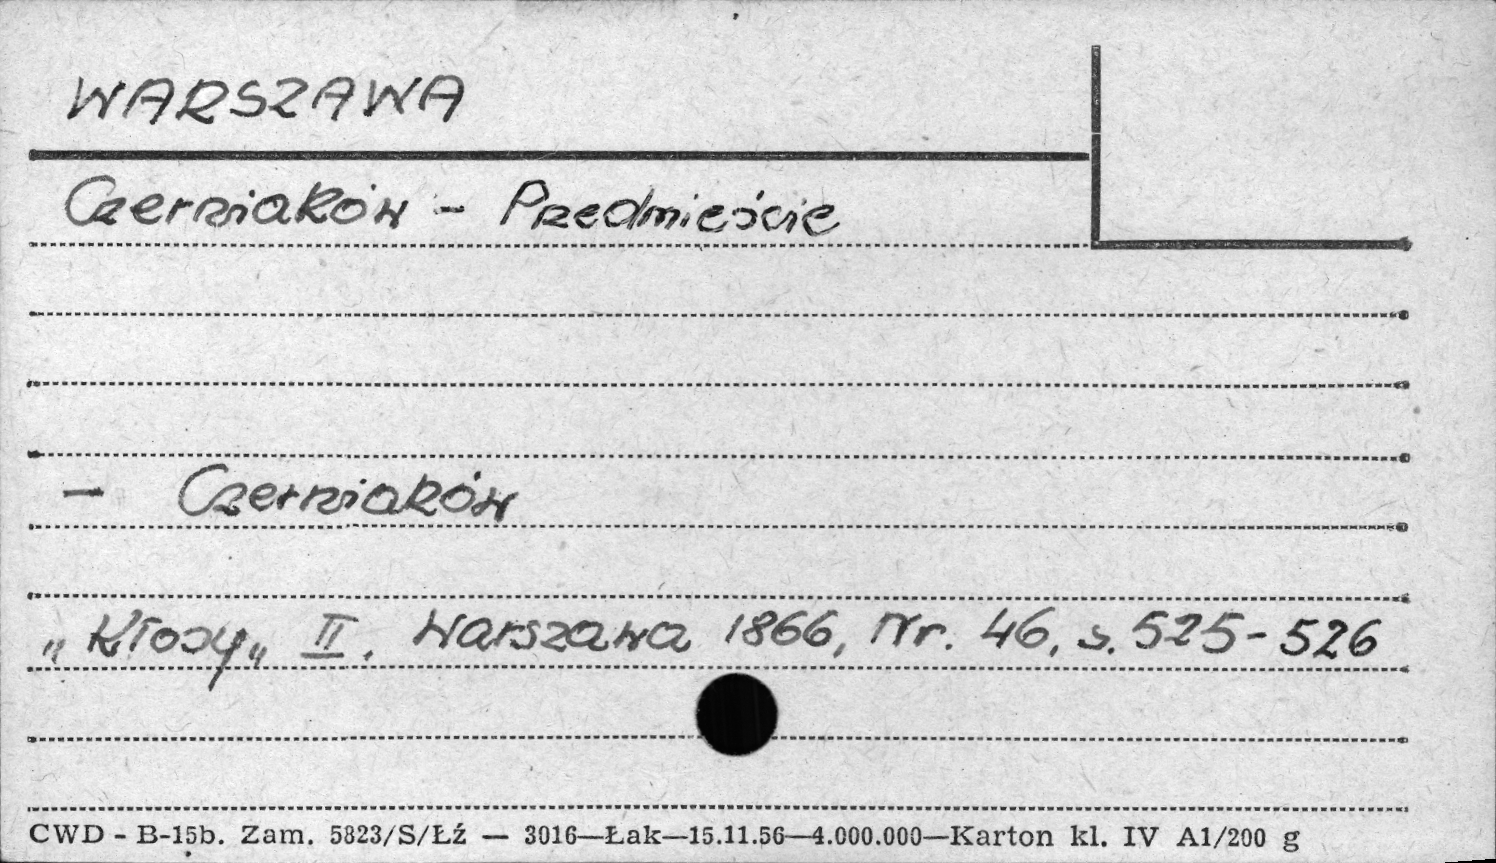 WARSZAWA
Czerniaków - Przedmieście
- Czerniaków
„Kłosy„ II. Warszawa 1866, Nr. 46, s. 525-526
CWD - B-15b. Zam. 5823/S/Łź — 3016—Łak—15.11.56—4.000.000—Karton kl. IV A1/200 g